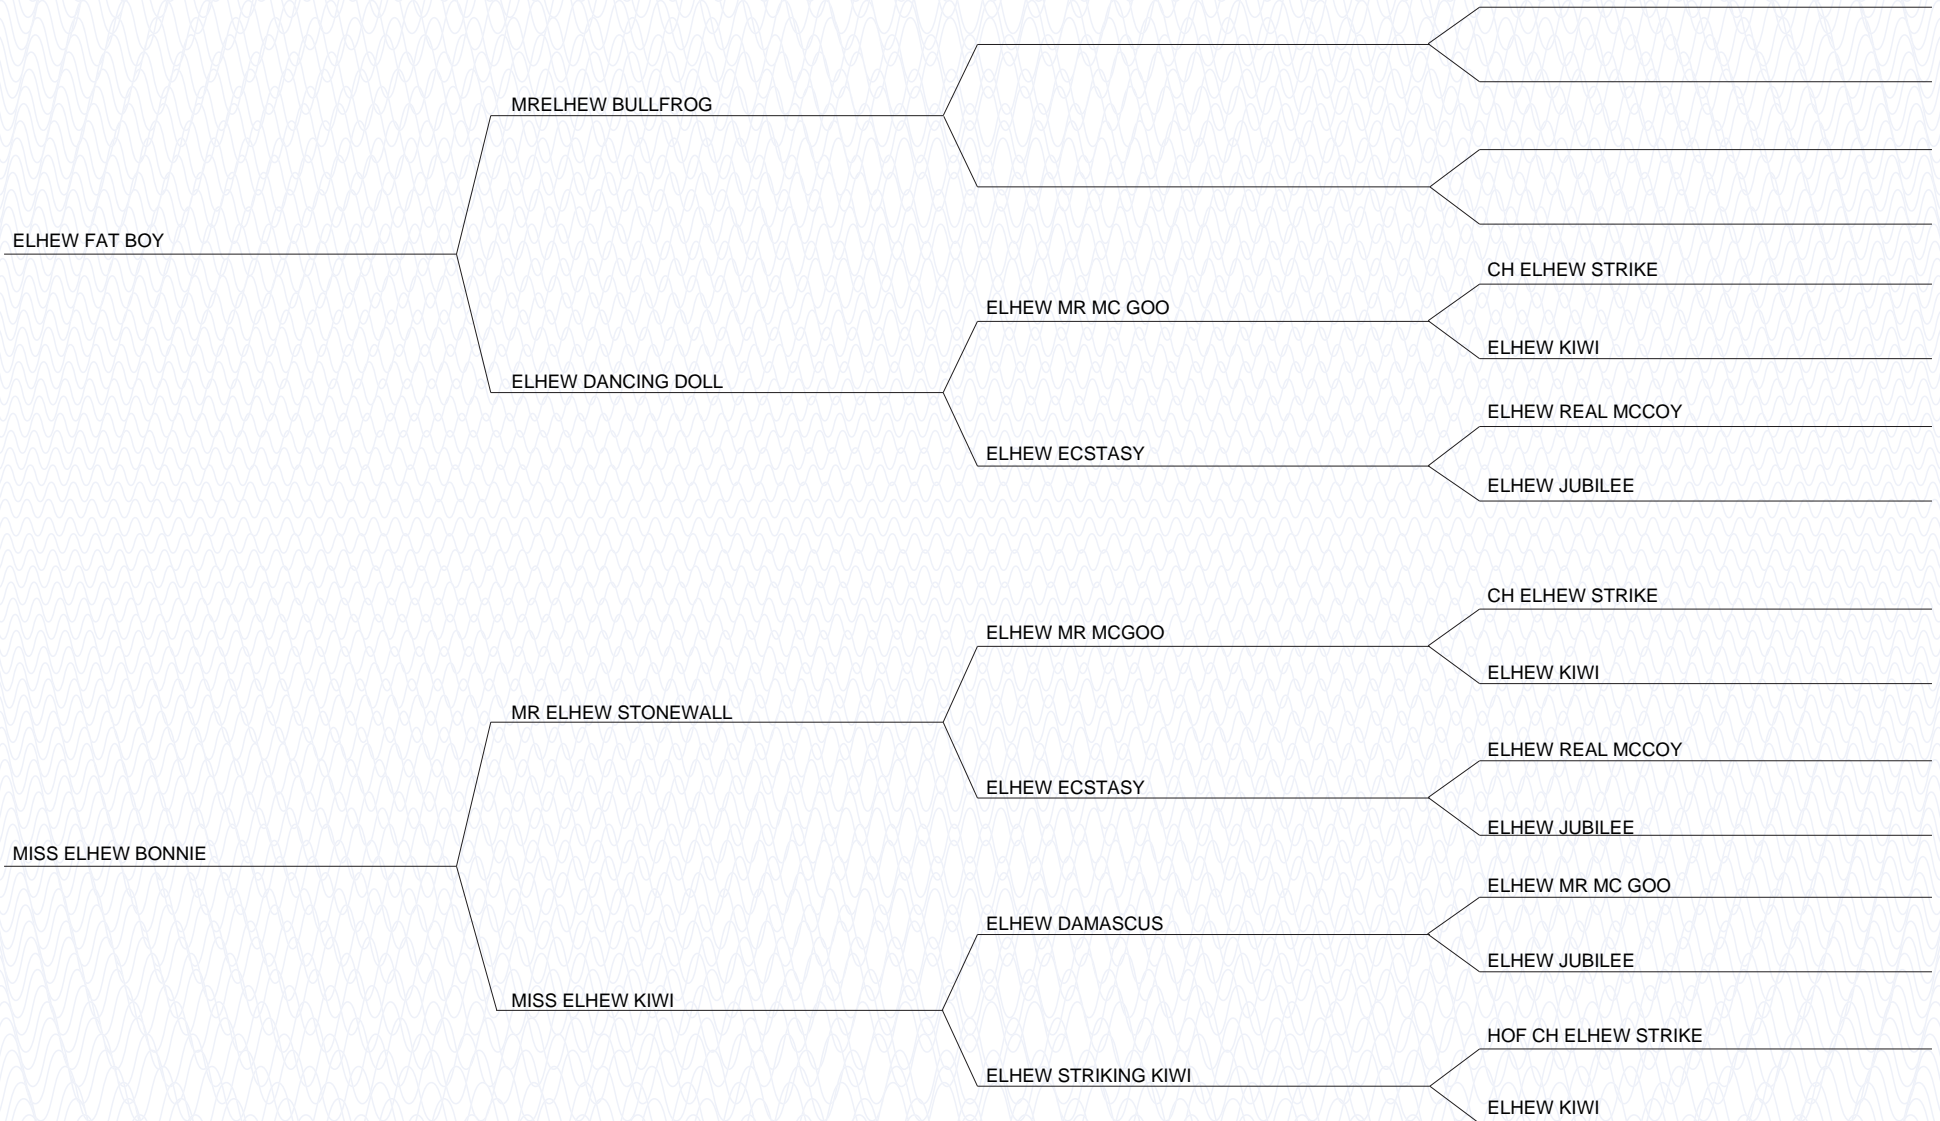 MRELHEW BULLFROG
ELHEW FAT BOY
CH ELHEW STRIKE
ELHEW MR MC GOO
ELHEW KIWI
ELHEW DANCING DOLL
ELHEW REAL MCCOY
ELHEW ECSTASY
ELHEW JUBILEE
CH ELHEW STRIKE
ELHEW MR MCGOO
ELHEW KIWI
MR ELHEW STONEWALL
ELHEW REAL MCCOY
ELHEW ECSTASY
ELHEW JUBILEE
MISS ELHEW BONNIE
ELHEW MR MC GOO
ELHEW DAMASCUS
ELHEW JUBILEE
MISS ELHEW KIWI
HOF CH ELHEW STRIKE
ELHEW STRIKING KIWI
ELHEW KIWI